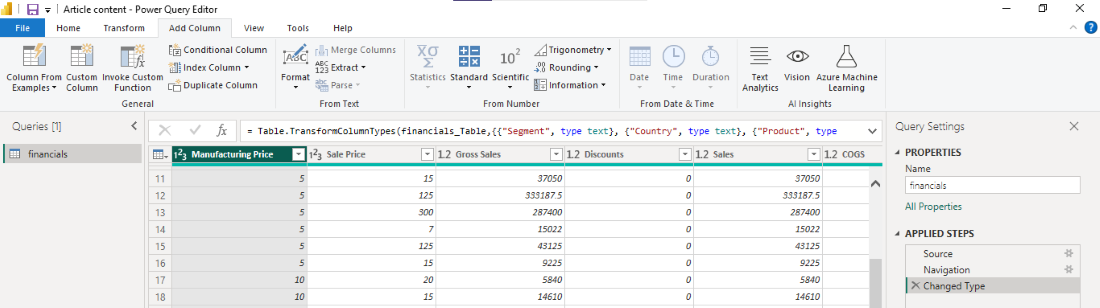 Article content - Power Query Editor
File Home Transform Add Column View Tools Help
Column From Examples
Custom Column
Invoke Custom Function
Conditional Column
Index Column
Duplicate Column
General
Format
ABC
Merge Columns
ABC 123 Extract
Parse
From Text
Statistics
XΣ
Standard
10² Scientific
Trigonometry
.00 Rounding
Information
From Number
Date
Time
Duration
From Date & Time
Text Analytics
Vision
Azure Machine Learning
AI Insights
Queries [1]
financials
fx = Table.TransformColumnTypes(financials_Table,{{"Segment", type text}, {"Country", type text}, {"Product", type
1²3 Manufacturing Price 1²3 Sale Price 1.2 Gross Sales 1.2 Discounts 1.2 Sales 1.2 COGS
11 5 15 37050 0 37050
12 5 125 333187.5 0 333187.5
13 5 300 287400 0 287400
14 5 7 15022 0 15022
15 5 125 43125 0 43125
16 5 15 9225 0 9225
17 10 20 5840 0 5840
18 10 15 14610 0 14610
Query Settings
PROPERTIES
Name
financials
All Properties
APPLIED STEPS
Source
Navigation
Changed Type